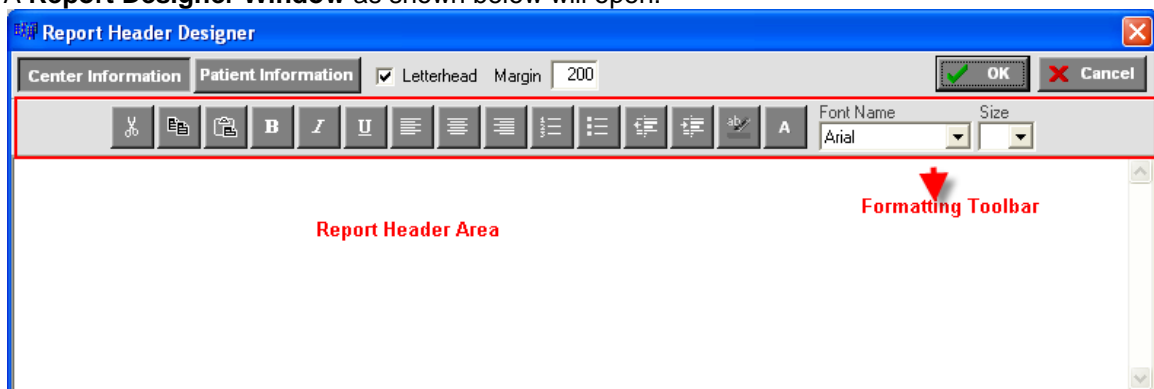 A Report Designer Window as shown below will open.
Report Header Designer
Center Information Patient Information Letterhead Margin 200 OK Cancel
Font Name Size
B I U ab A Arial
Formatting Toolbar
Report Header Area